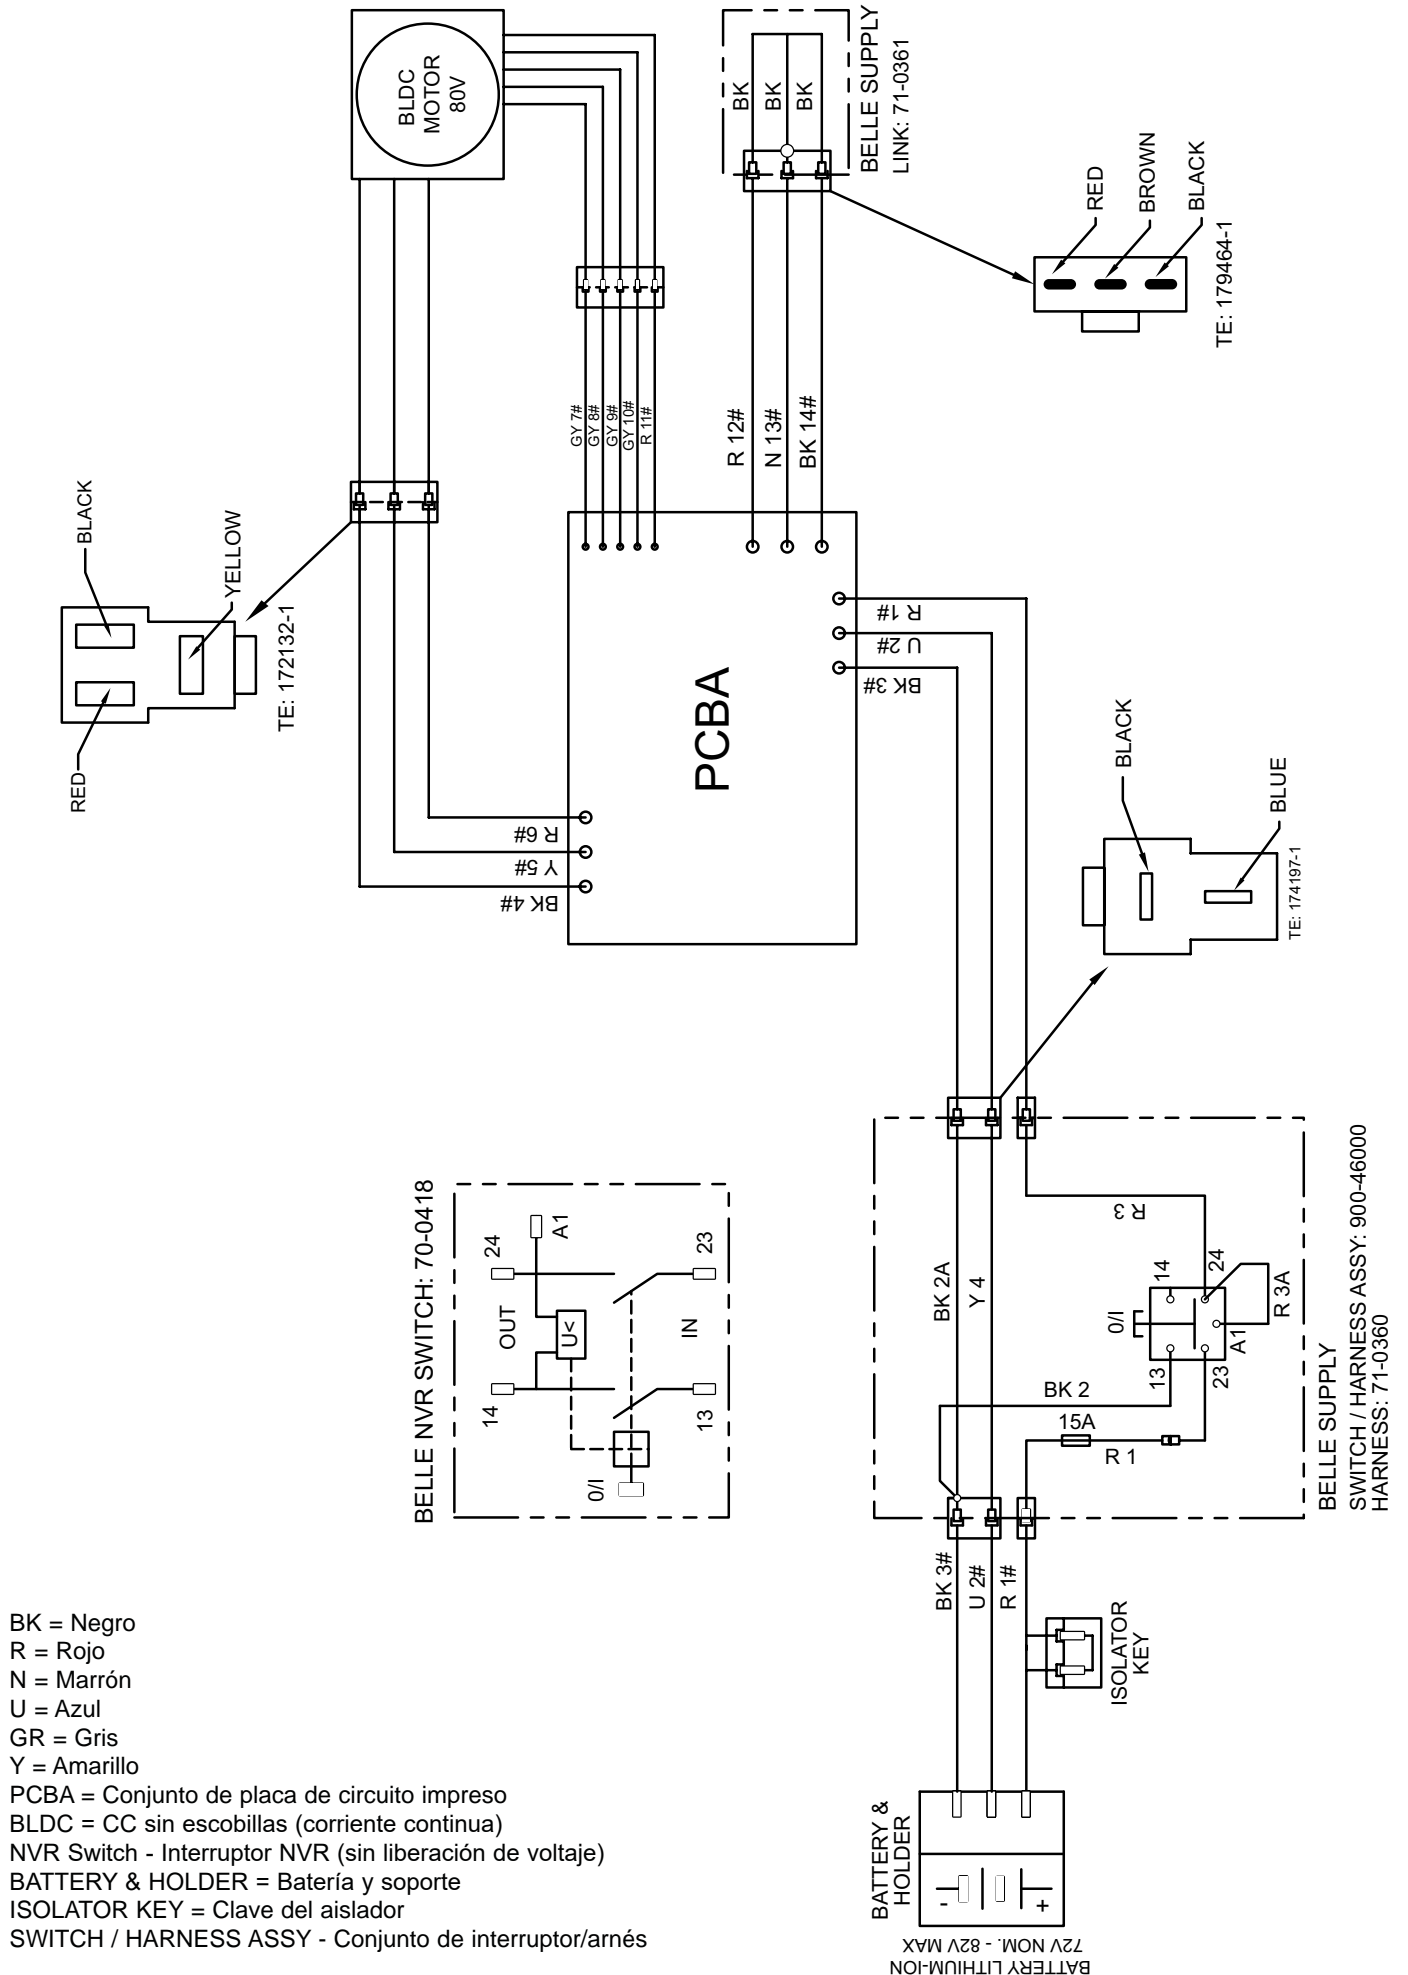 BLDC
MOTOR
80V
BK
BK
BK
BELLE SUPPLY
LINK: 71-0361
RED
BROWN
BLACK
TE: 179464-1
BLACK
YELLOW
RED
TE: 172132-1
GY 7#
GY 8#
GY 9#
GY 10#
R 11#
R 12#
N 13#
BK 14#
R 1#
U 2#
BK 3#
PCBA
R 6#
Y 5#
BK 4#
BLACK
BLUE
TE: 174197-1
BELLE NVR SWITCH: 70-0418
24
A1
OUT
14
U<
23
IN
13
0/I
BK 2A
Y 4
R 3
14
24
0/I
R 3A
A1
13
23
BK 2
15A
R 1
BELLE SUPPLY
SWITCH / HARNESS ASSY: 900-46000
HARNESS: 71-0360
BK 3#
U 2#
R 1#
ISOLATOR
KEY
BATTERY &
HOLDER
-
+
BATTERY LITHIUM-ION
72V NOM. - 82V MAX
BK = Negro
R = Rojo
N = Marrón
U = Azul
GR = Gris
Y = Amarillo
PCBA = Conjunto de placa de circuito impreso
BLDC = CC sin escobillas (corriente continua)
NVR Switch - Interruptor NVR (sin liberación de voltaje)
BATTERY & HOLDER = Batería y soporte
ISOLATOR KEY = Clave del aislador
SWITCH / HARNESS ASSY - Conjunto de interruptor/arnés